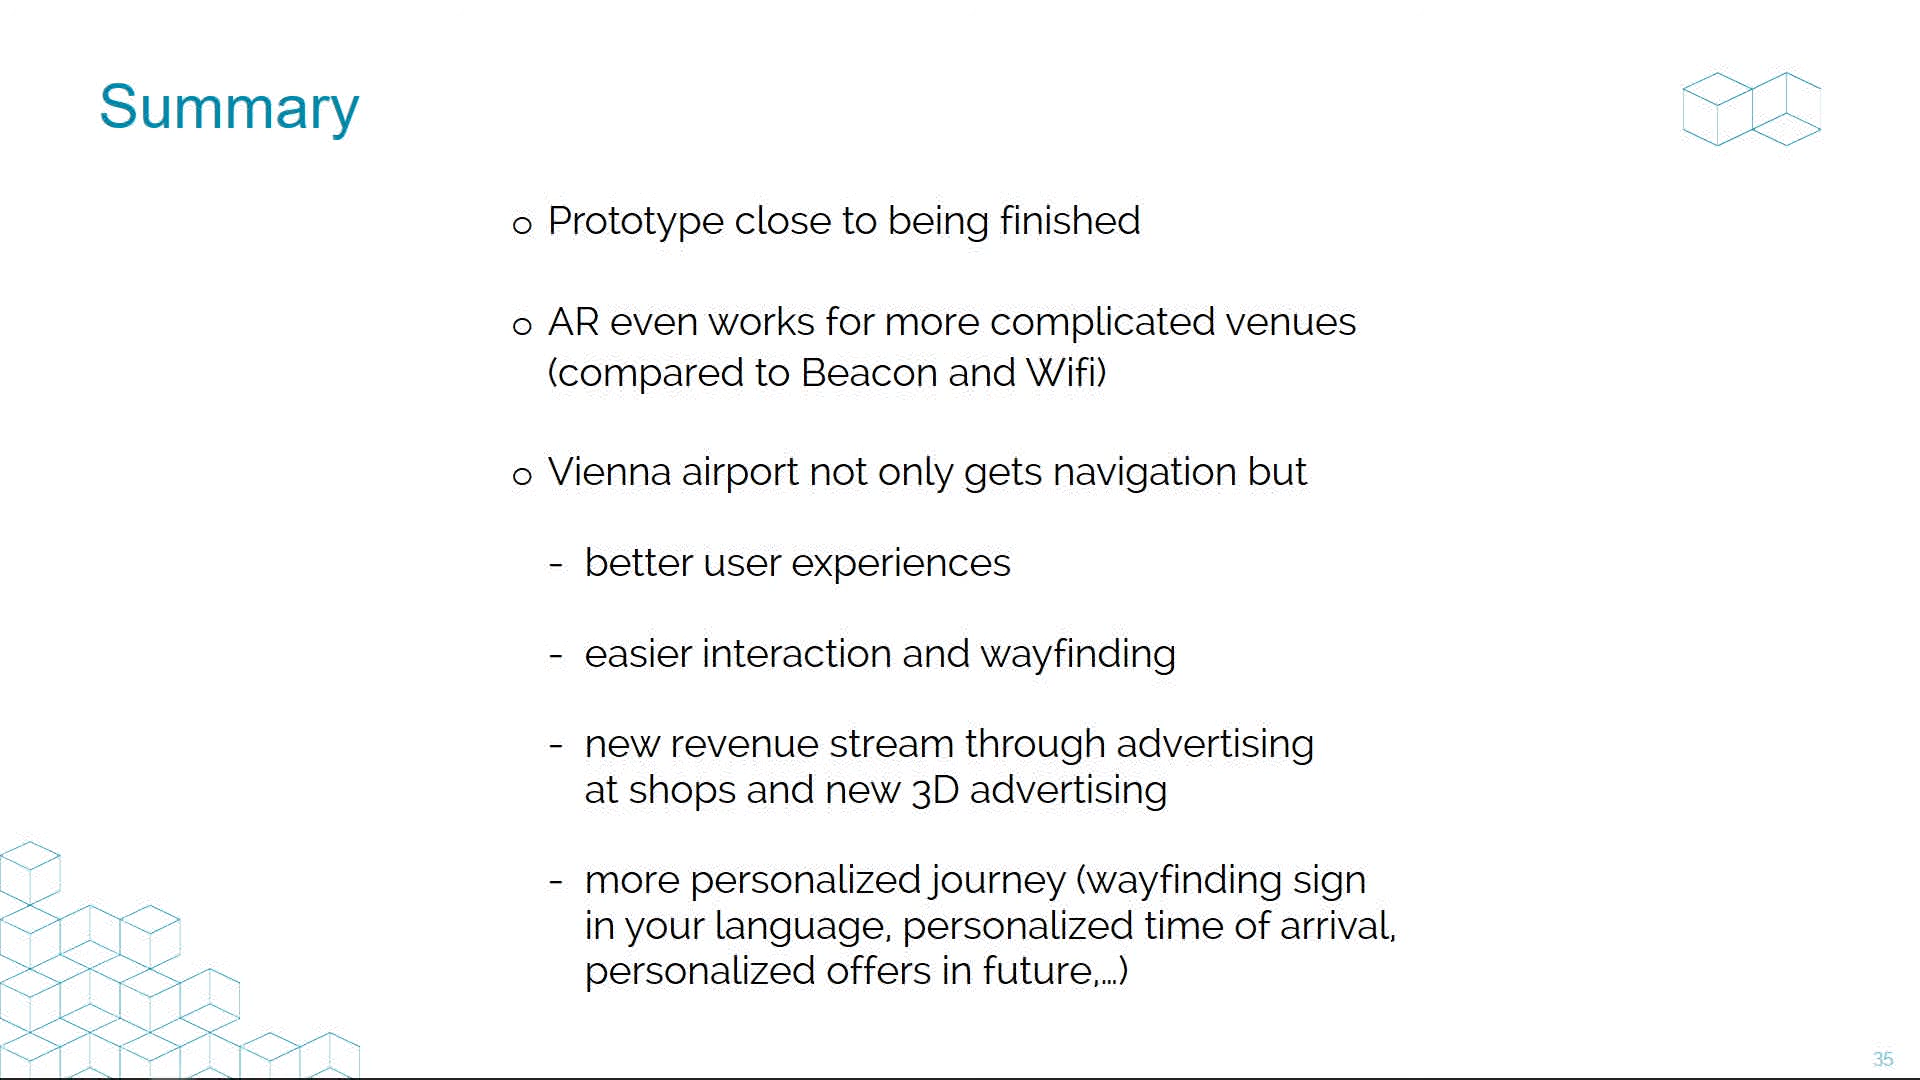 Summary
o Prototype close to being finished
o AR even works for more complicated venues
(compared to Beacon and Wifi)
o Vienna airport not only gets navigation but
- better user experiences
- easier interaction and wayfinding
- new revenue stream through advertising
at shops and new 3D advertising
- more personalized journey (wayfinding sign
in your language, personalized time of arrival,
personalized offers in future,...)
35